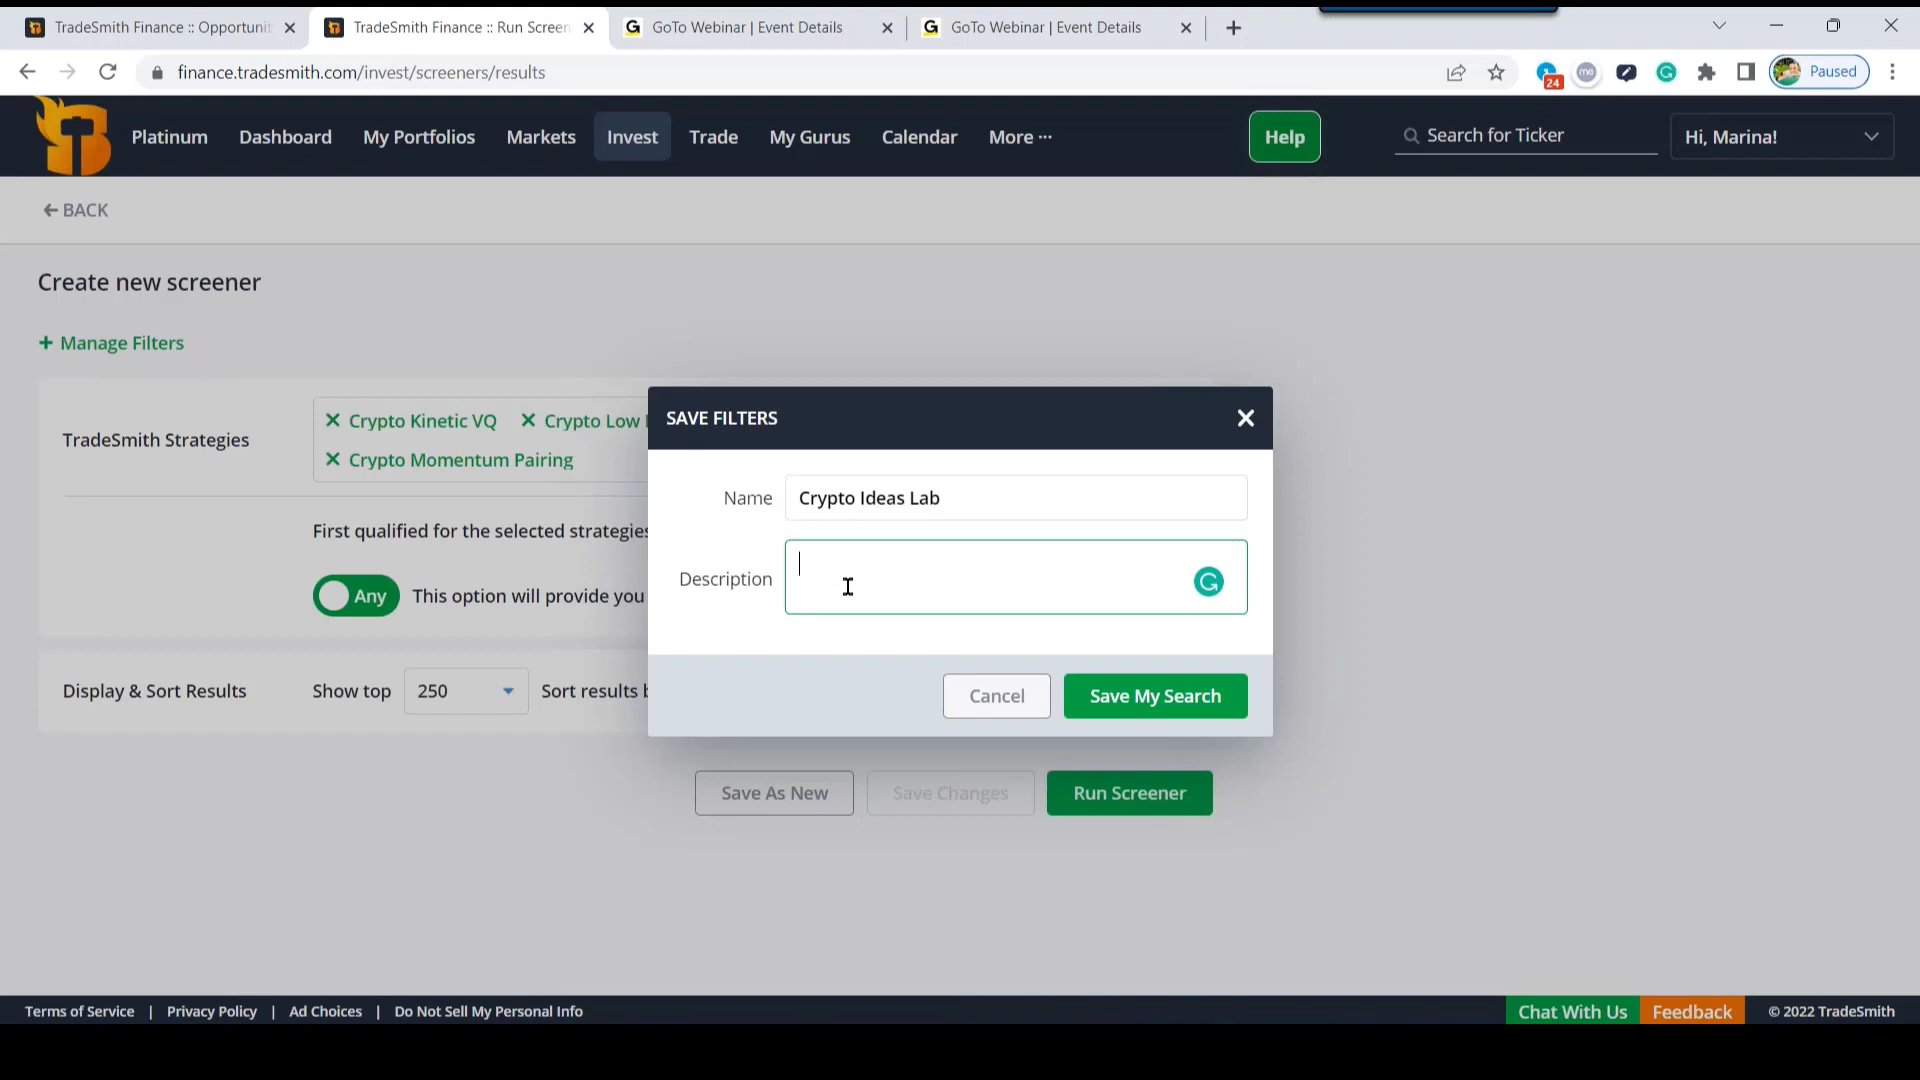 TradeSmith Finance :: Opportunit
TradeSmith Finance :: Run Screen
GoTo Webinar | Event Details
GoTo Webinar | Event Details
finance.tradesmith.com/invest/screeners/results
24
me
Paused
Platinum
Dashboard
My Portfolios
Markets
Invest
Trade
My Gurus
Calendar
More ···
Help
Search for Ticker
Hi, Marina!
BACK
Create new screener
+ Manage Filters
TradeSmith Strategies
Crypto Kinetic VQ
Crypto Low
Crypto Momentum Pairing
First qualified for the selected strategies
Any
This option will provide you
Display & Sort Results
Show top
250
Sort results
SAVE FILTERS
Name
Crypto Ideas Lab
Description
Cancel
Save My Search
Save As New
Save Changes
Run Screener
Terms of Service | Privacy Policy | Ad Choices | Do Not Sell My Personal Info
Chat With Us
Feedback
© 2022 TradeSmith